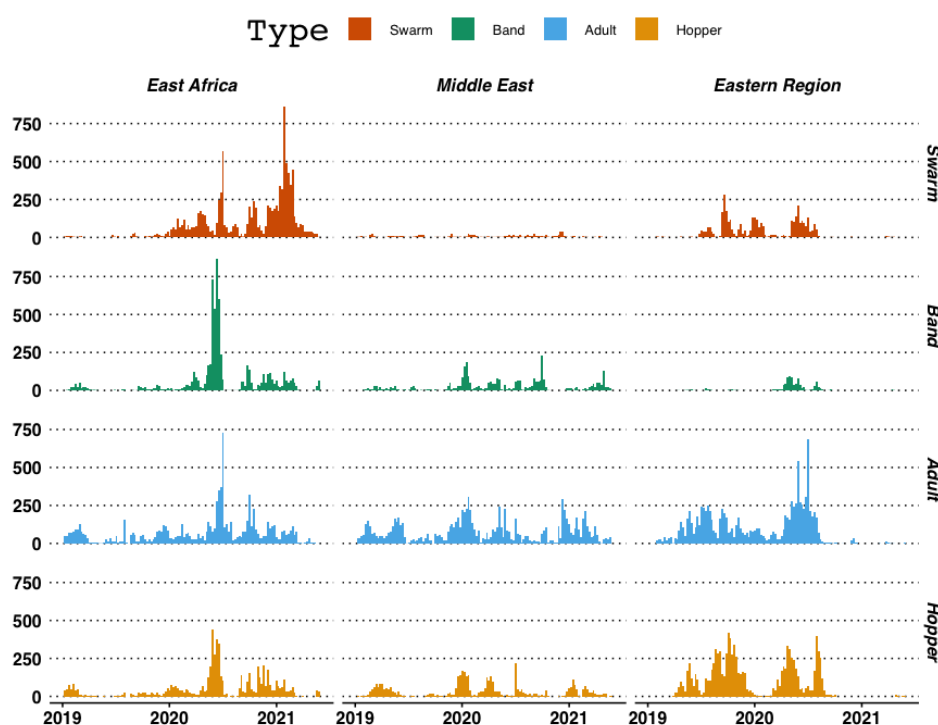 Type Swarm Band Adult Hopper
East Africa Middle East Eastern Region
750
500
250
0
Swarm
750
500
250
0
Band
750
500
250
0
Adult
750
500
250
0
Hopper
2019 2020 2021 2019 2020 2021 2019 2020 2021